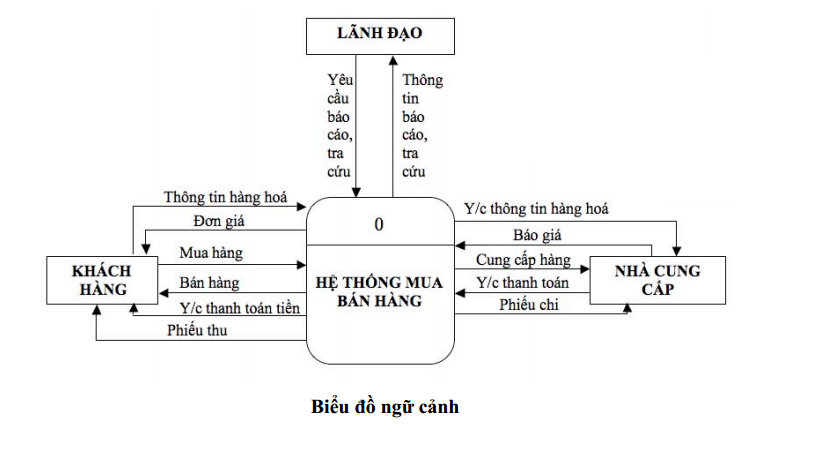 LÃNH ĐẠO
Yêu
cầu
báo
cáo,
tra
cứu
Thông
tin
báo
cáo,
tra
cứu
Thông tin hàng hoá
Đơn giá
Mua hàng
Bán hàng
Y/c thanh toán tiền
Phiếu thu
KHÁCH
HÀNG
0
HỆ THỐNG MUA
BÁN HÀNG
Y/c thông tin hàng hoá
Báo giá
Cung cấp hàng
Y/c thanh toán
Phiếu chi
NHÀ CUNG
CẤP
Biểu đồ ngữ cảnh